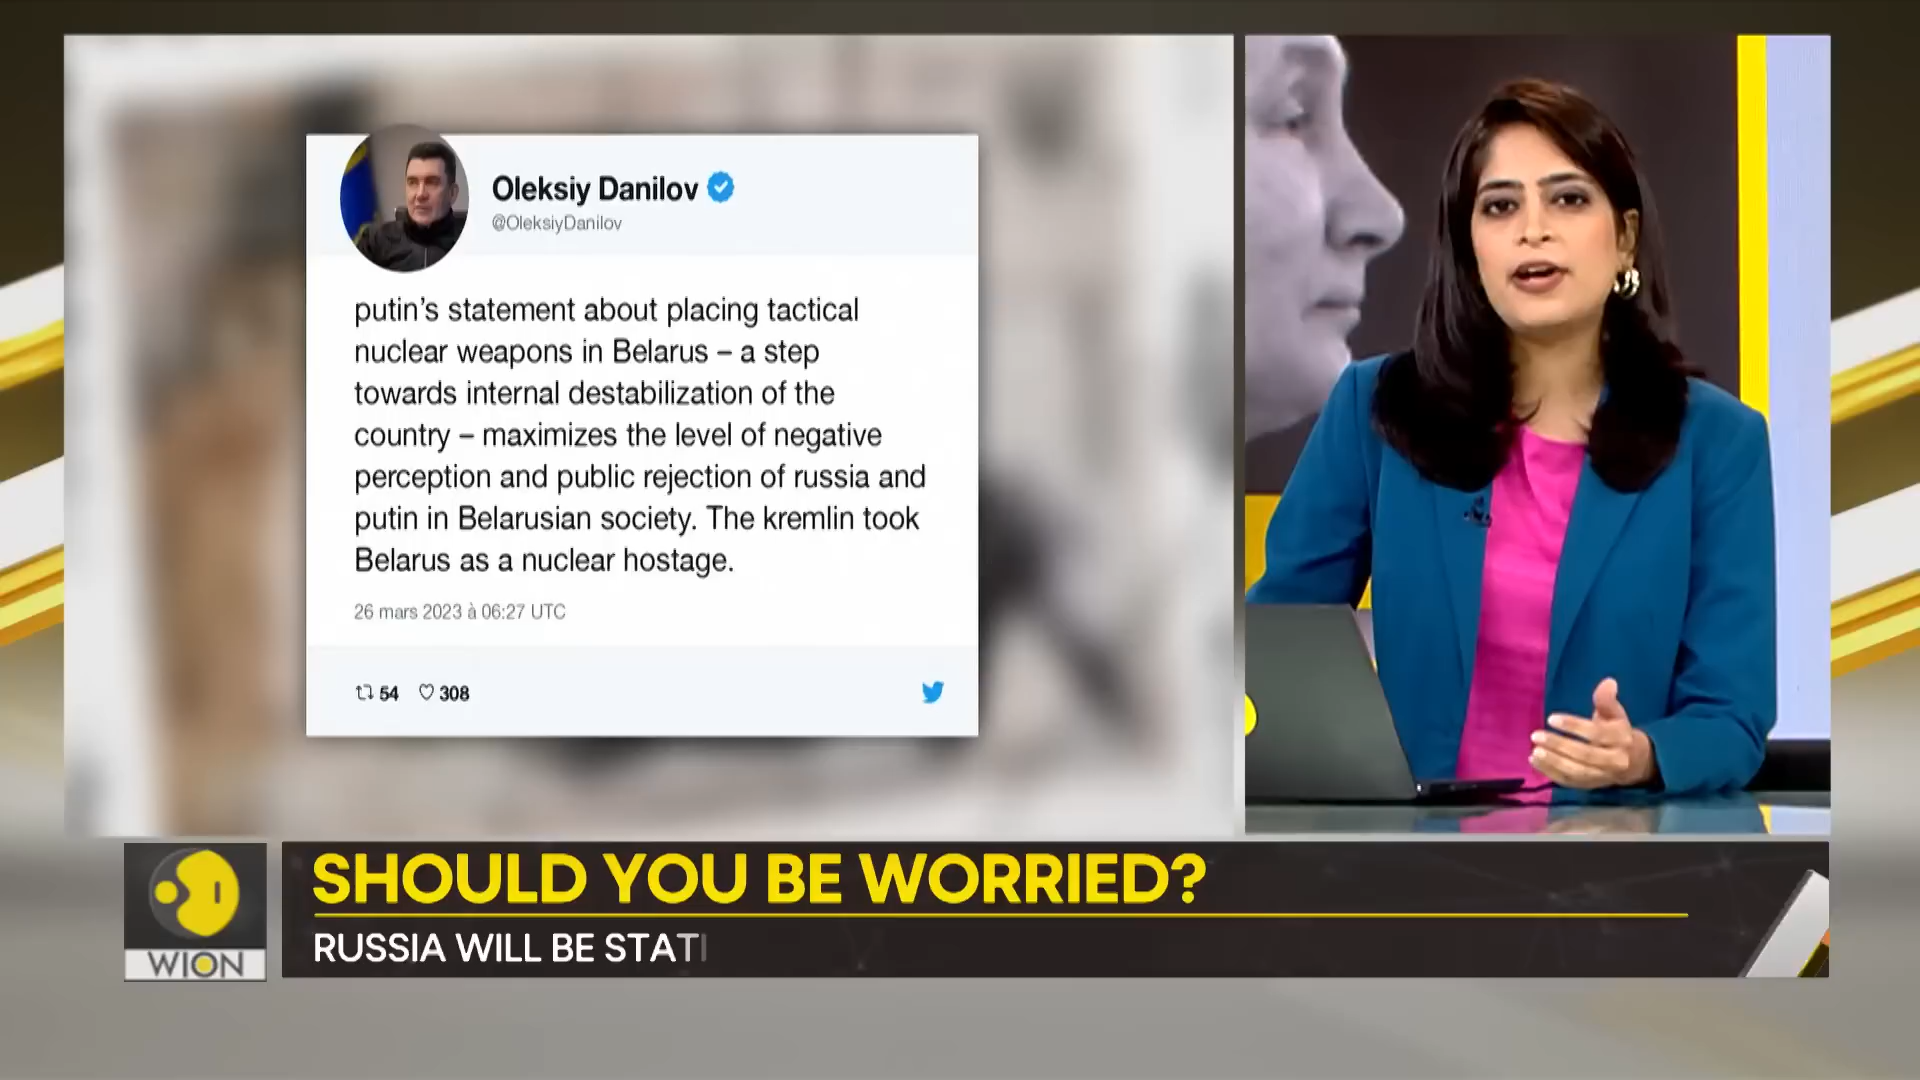 Oleksiy Danilov
@OleksiyDanilov
putin's statement about placing tactical
nuclear weapons in Belarus – a step
towards internal destabilization of the
country – maximizes the level of negative
perception and public rejection of russia and
putin in Belarusian society. The kremlin took
Belarus as a nuclear hostage.
26 mars 2023 à 06:27 UTC
54 308
SHOULD YOU BE WORRIED?
RUSSIA WILL BE STATI
WION